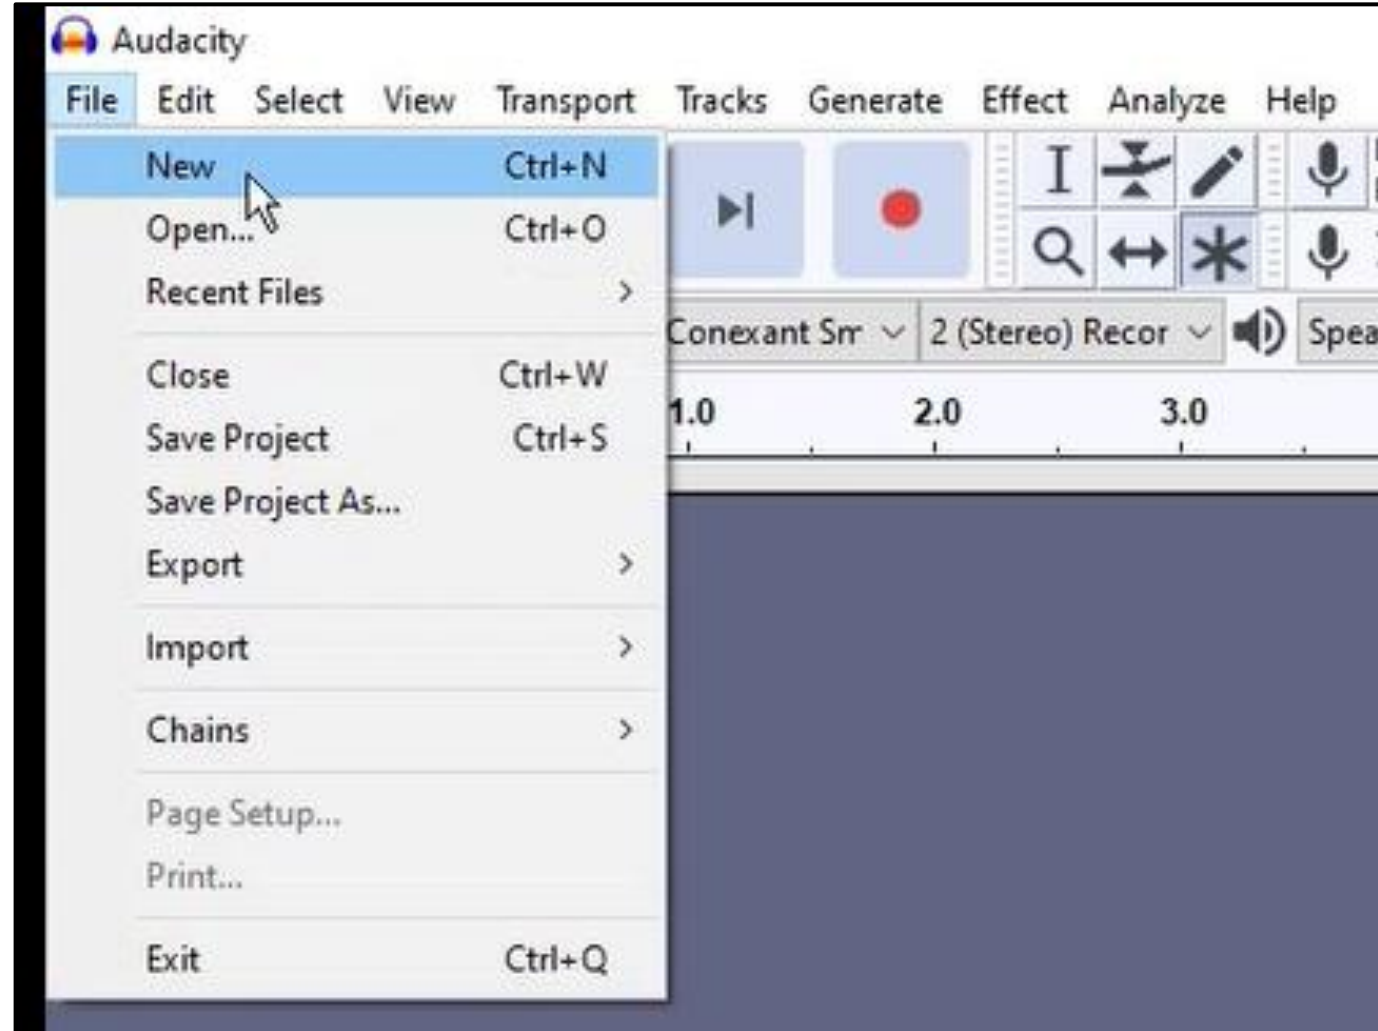 Audacity
File Edit Select View Transport Tracks Generate Effect Analyze Help
New Ctrl+N
Open... Ctrl+O
Recent Files
Close Ctrl+W
Save Project Ctrl+S
Save Project As...
Export
Import
Chains
Page Setup...
Print...
Exit Ctrl+Q
Conexant Sm 2 (Stereo) Recor Spea
1.0 2.0 3.0